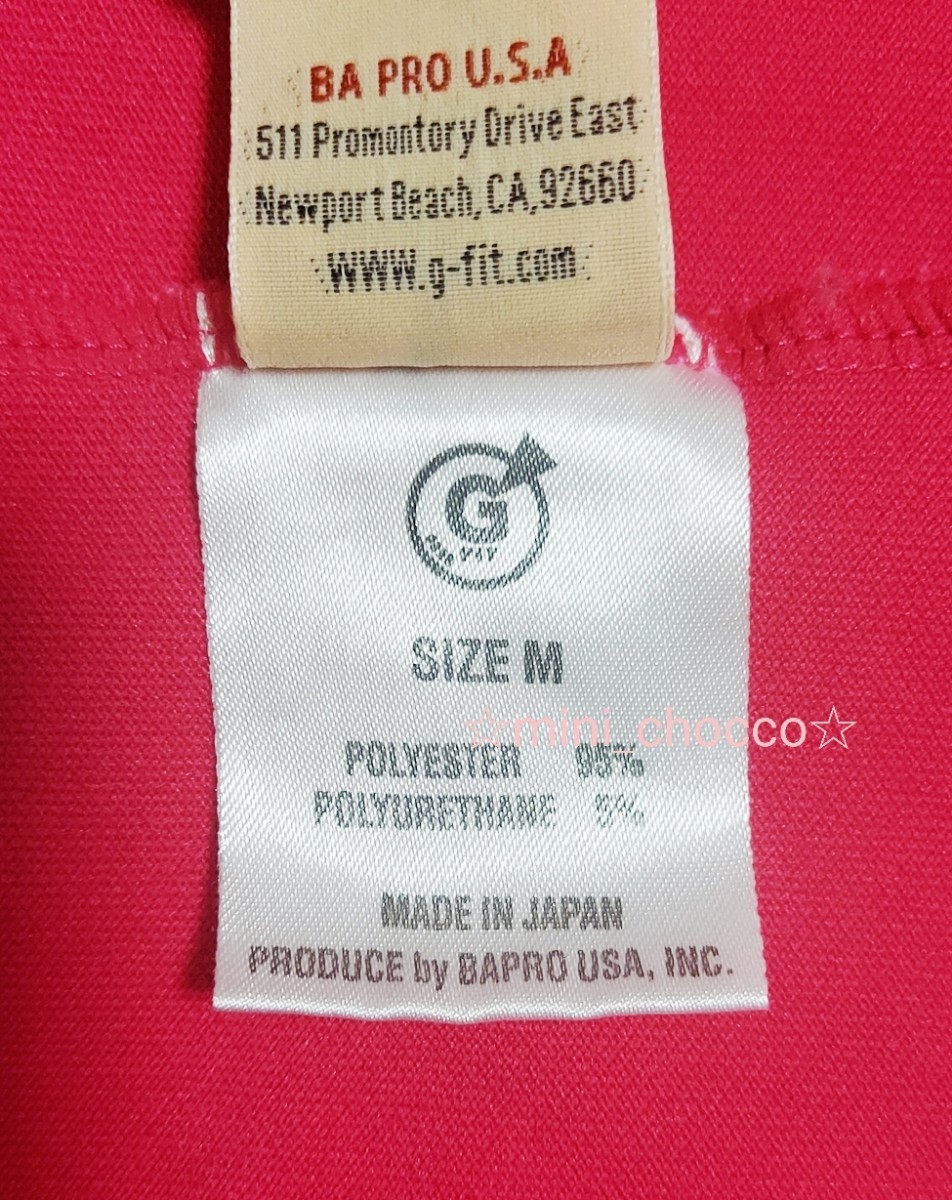 BA PRO U.S.A
511 Promontory Drive East
Newport Beach, CA, 92660
WWW.g-fit.com
G
SIZE M
☆mini_chocco☆
POLYESTER 95%
POLYURETHANE 5%
MADE IN JAPAN
PRODUCE by BAPRO USA, INC.